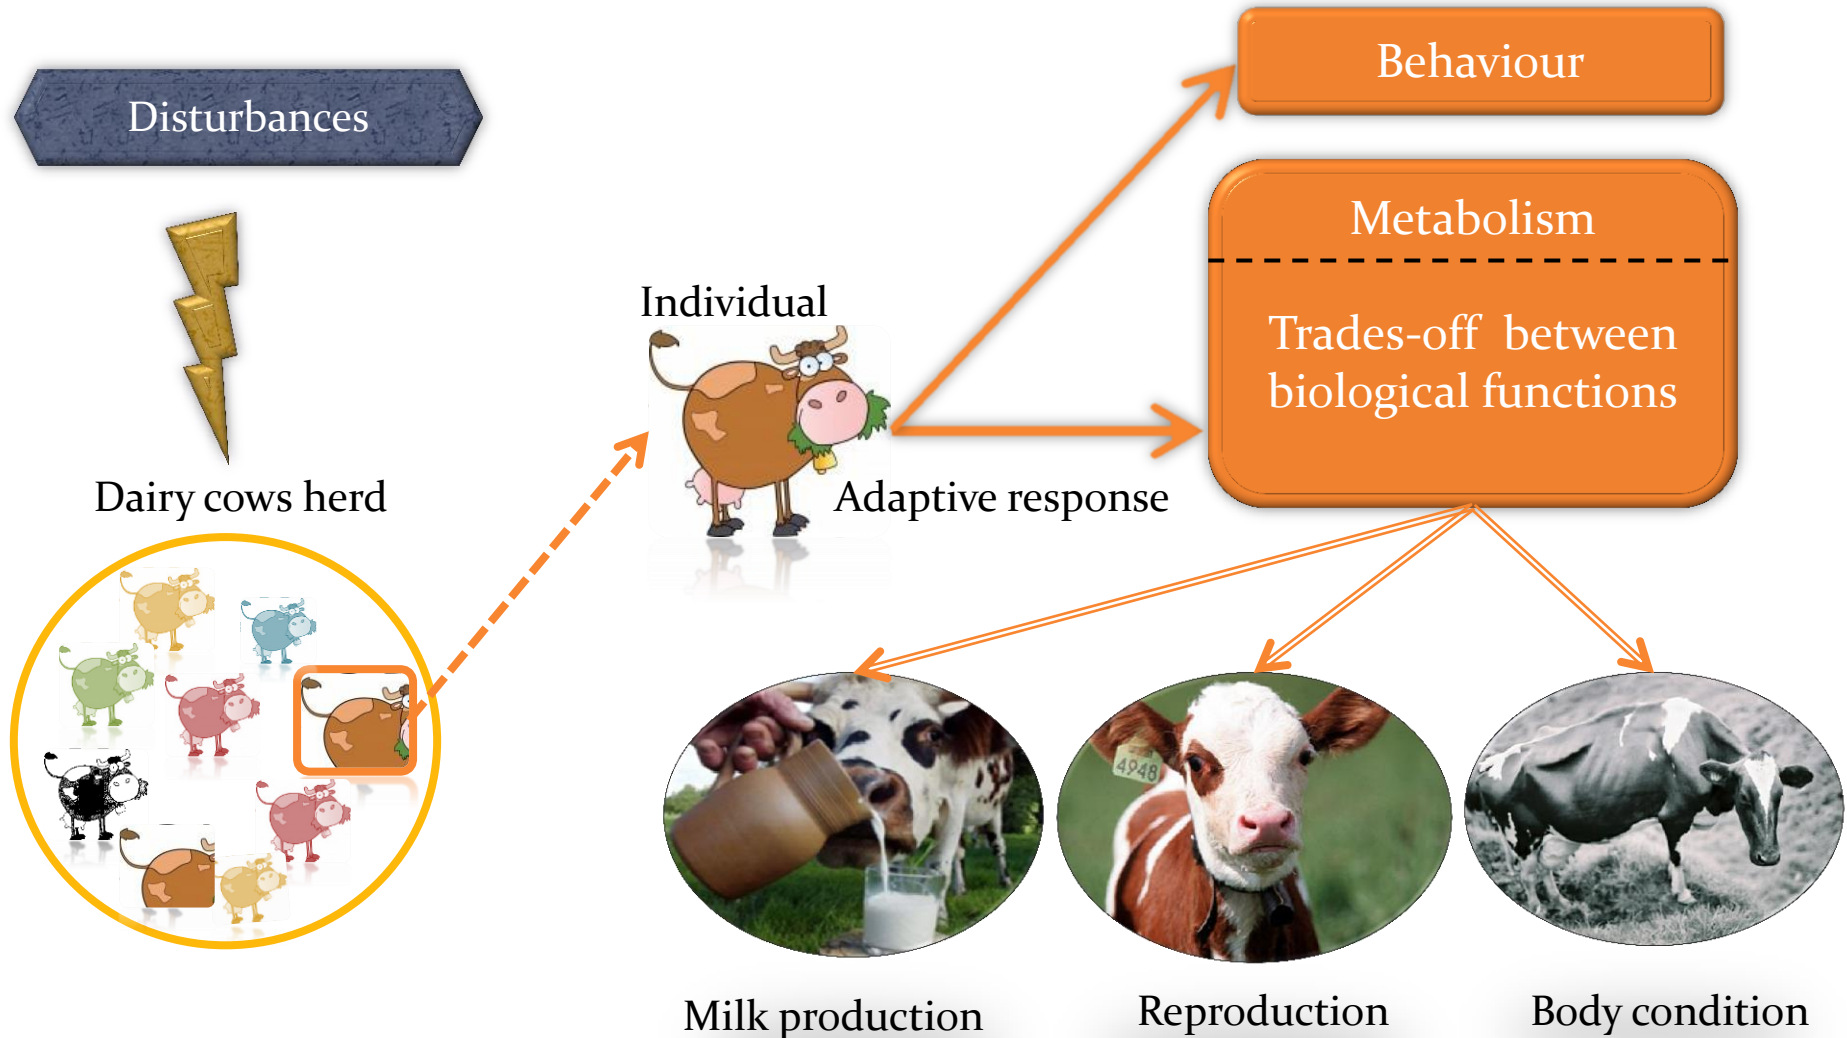 Disturbances
Dairy cows herd
Individual
Adaptive response
Behaviour
Metabolism
Trades-off between
biological functions
4948
Milk production
Reproduction
Body condition